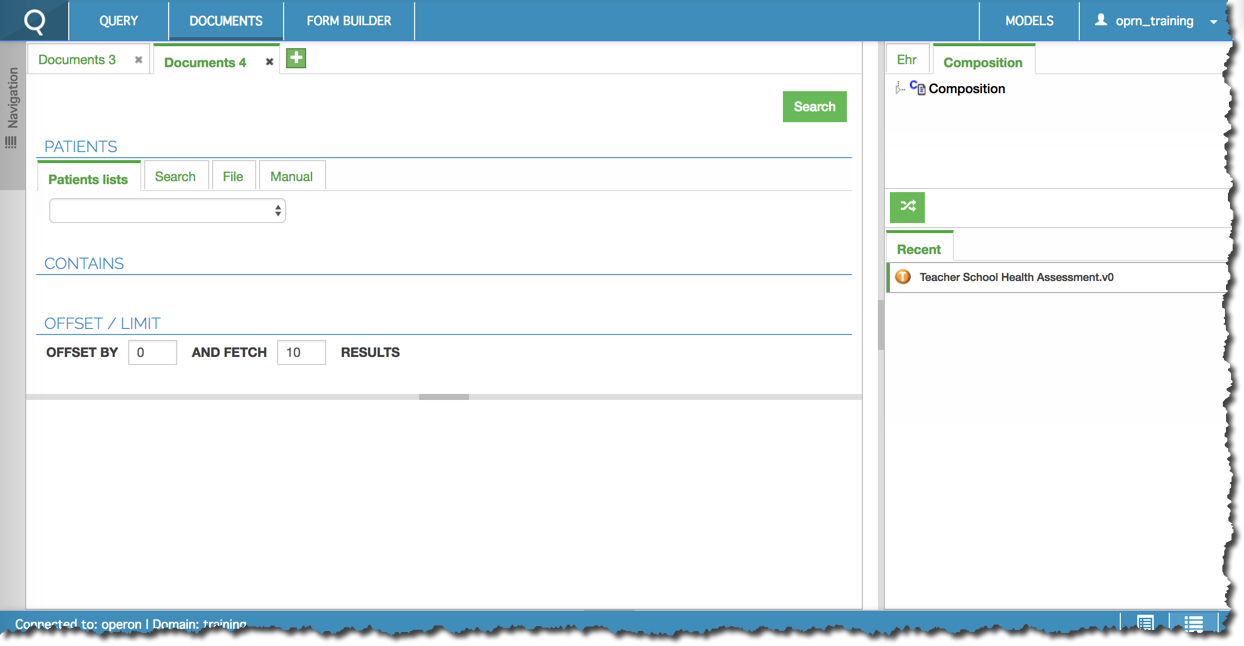 QUERY
DOCUMENTS
FORM BUILDER
MODELS
oprn_training
Navigation
Documents 3
Documents 4
Search
PATIENTS
Patients lists
Search
File
Manual
CONTAINS
OFFSET / LIMIT
OFFSET BY 0 AND FETCH 10 RESULTS
Ehr
Composition
Composition
Recent
Teacher School Health Assessment.v0
Connected to: operon | Domain: training